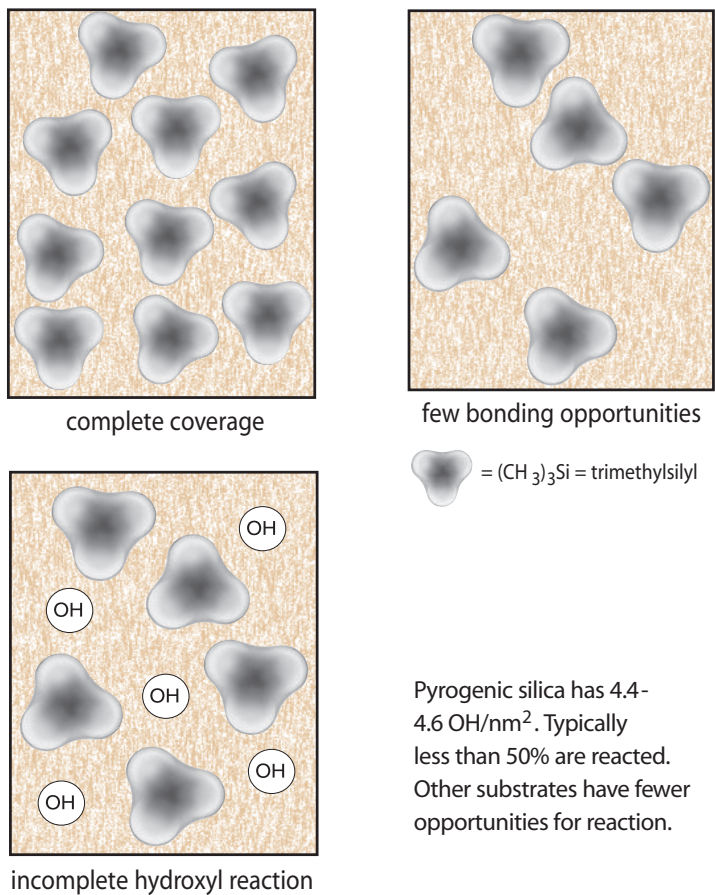 complete coverage
few bonding opportunities
= (CH 3)3Si = trimethylsilyl
OH
OH
OH
OH
OH
incomplete hydroxyl reaction
Pyrogenic silica has 4.4-
4.6 OH/nm². Typically
less than 50% are reacted.
Other substrates have fewer
opportunities for reaction.